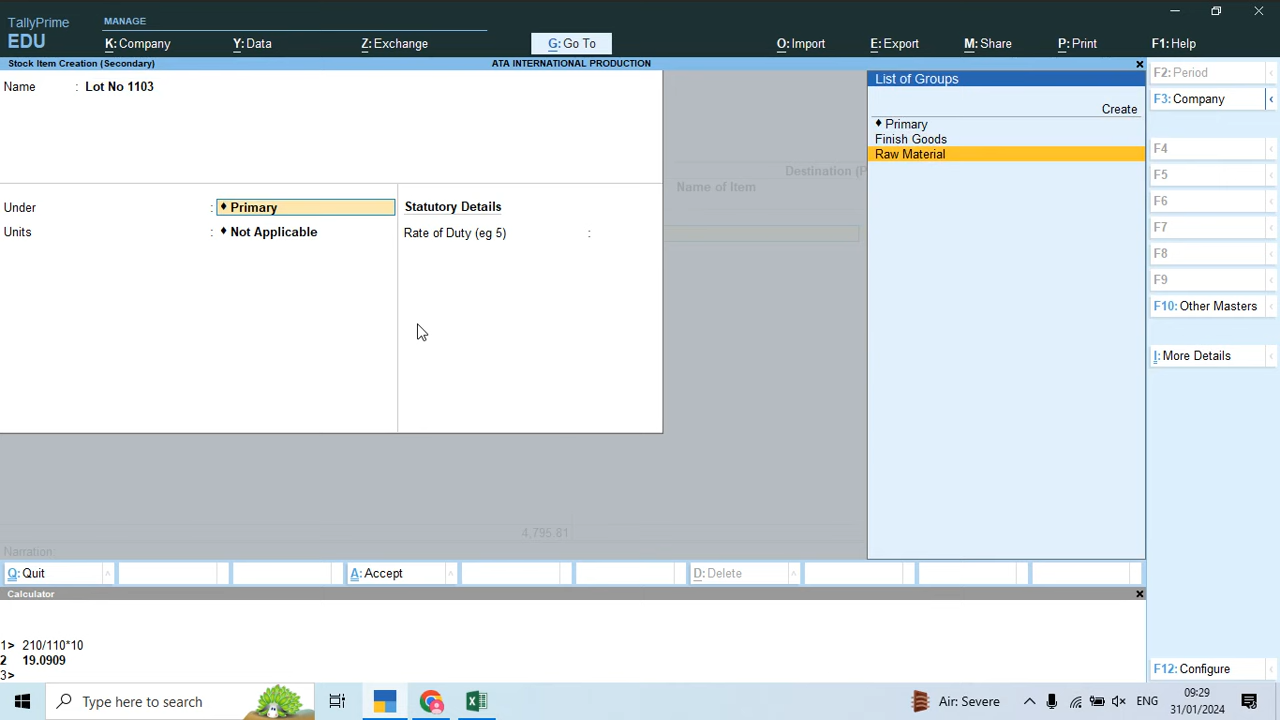 TallyPrime
EDU
MANAGE
K: Company
Y: Data
Z: Exchange
G: Go To
O: Import
E: Export
M: Share
P: Print
F1: Help
Stock Item Creation (Secondary)
ATA INTERNATIONAL PRODUCTION
Name : Lot No 1103
Under : ♦ Primary
Units : ♦ Not Applicable
Statutory Details
Rate of Duty (eg 5) :
Destination (P
Name of Item
4,795.81
Narration:
List of Groups
Create
♦ Primary
Finish Goods
Raw Material
F2: Period
F3: Company
F4
F5
F6
F7
F8
F9
F10: Other Masters
I: More Details
F12: Configure
Q: Quit
A: Accept
D: Delete
Calculator
1> 210/110*10
2 19.0909
3>
Type here to search
Air: Severe
ENG
09:29
31/01/2024